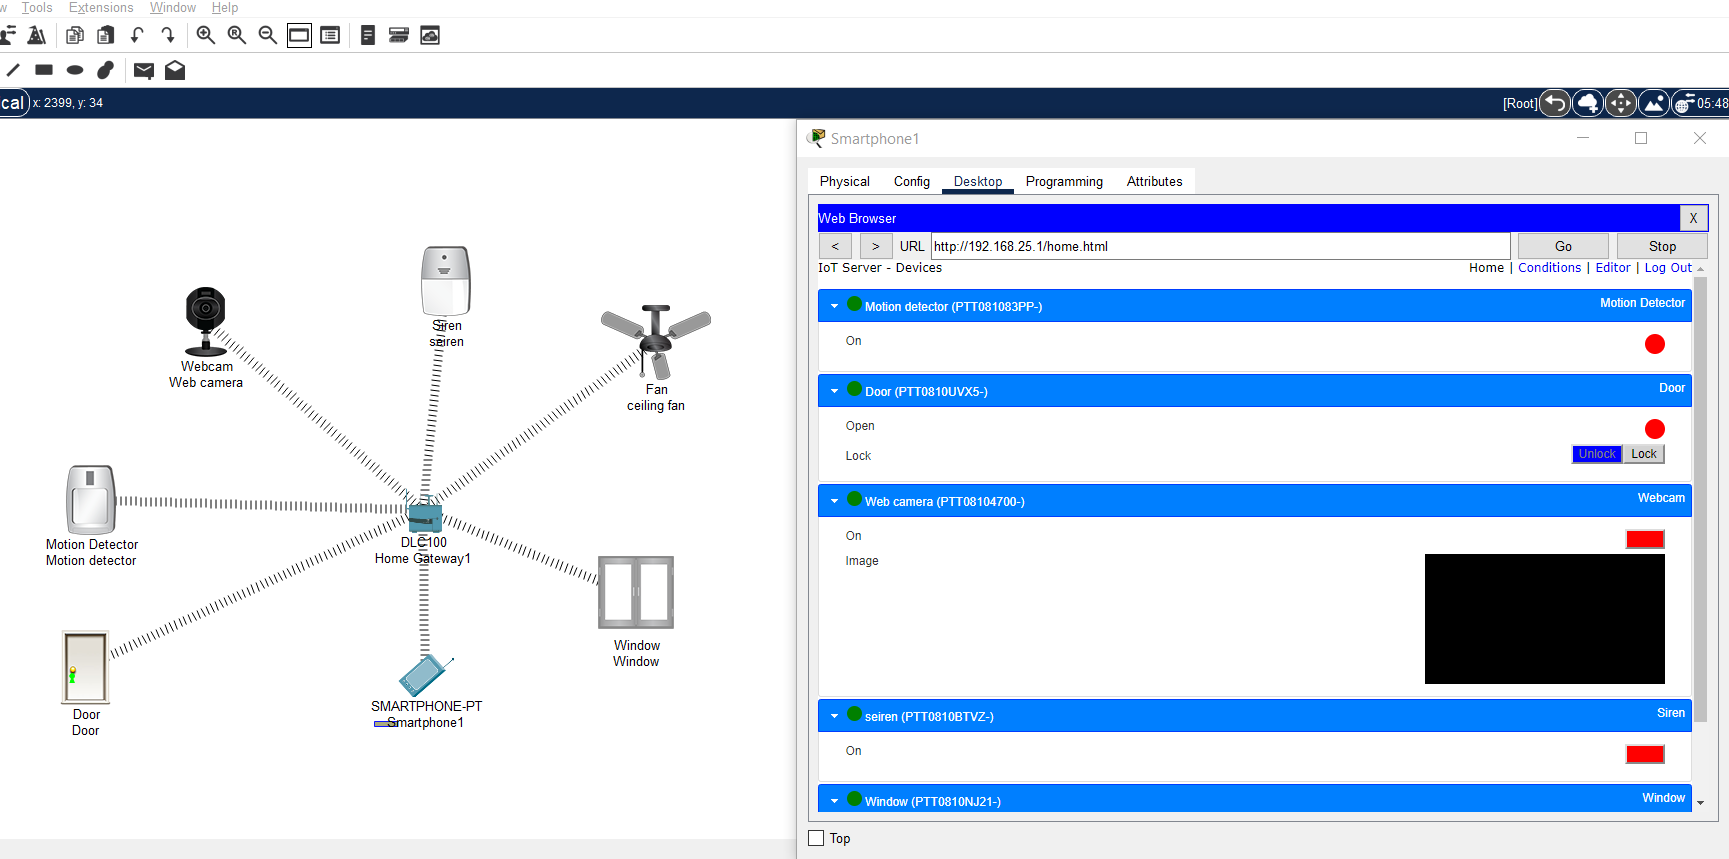 w Tools Extensions Window Help
cal x: 2399, y: 34 [Root] 05:48
Smartphone1
Physical Config Desktop Programming Attributes
Web Browser X
< > URL http://192.168.25.1/home.html Go Stop
IoT Server - Devices Home | Conditions | Editor | Log Out
Motion detector (PTT081083PP-) Motion Detector
On
Door (PTT0810UVX5-) Door
Open
Lock Unlock Lock
Web camera (PTT08104700-) Webcam
On
Image
seiren (PTT0810BTVZ-) Siren
On
Window (PTT0810NJ21-) Window
Top
Siren
seiren
Webcam
Web camera
Fan
ceiling fan
Motion Detector
Motion detector
DLC100
Home Gateway1
Window
Window
SMARTPHONE-PT
Smartphone1
Door
Door